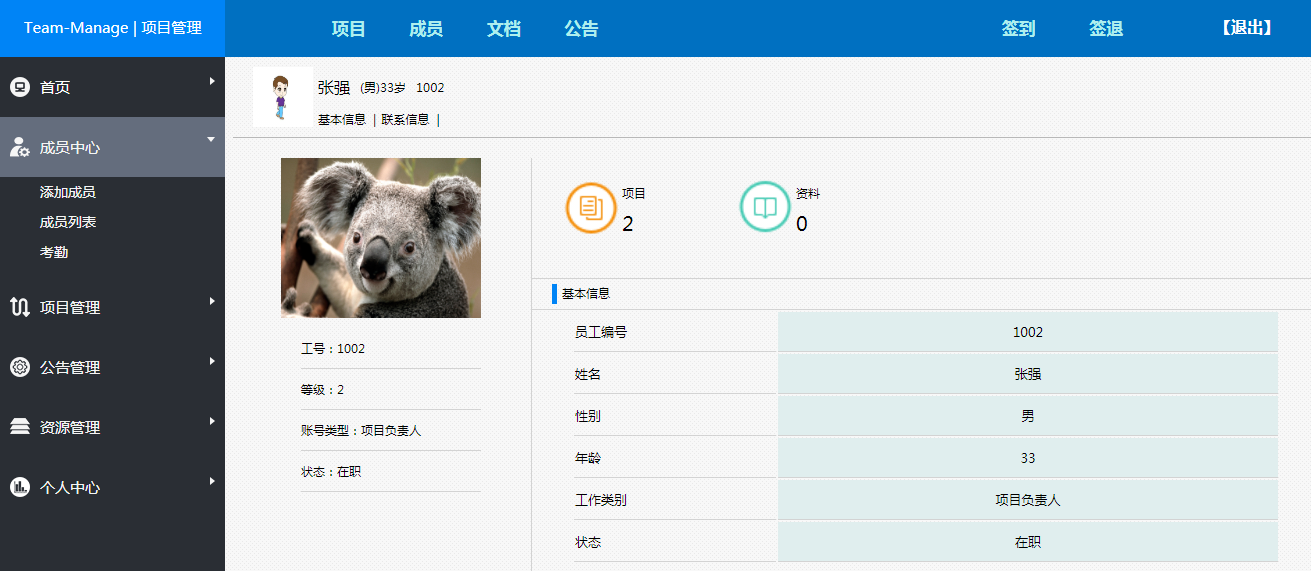 Team-Manage | 项目管理
项目 成员 文档 公告 签到 签退 【退出】
首页
成员中心
添加成员
成员列表
考勤
项目管理
公告管理
资源管理
个人中心
张强 (男)33岁 1002
基本信息 | 联系信息 |
工号：1002
等级：2
账号类型：项目负责人
状态：在职
项目
2
资料
0
基本信息
员工编号 1002
姓名 张强
性别 男
年龄 33
工作类别 项目负责人
状态 在职